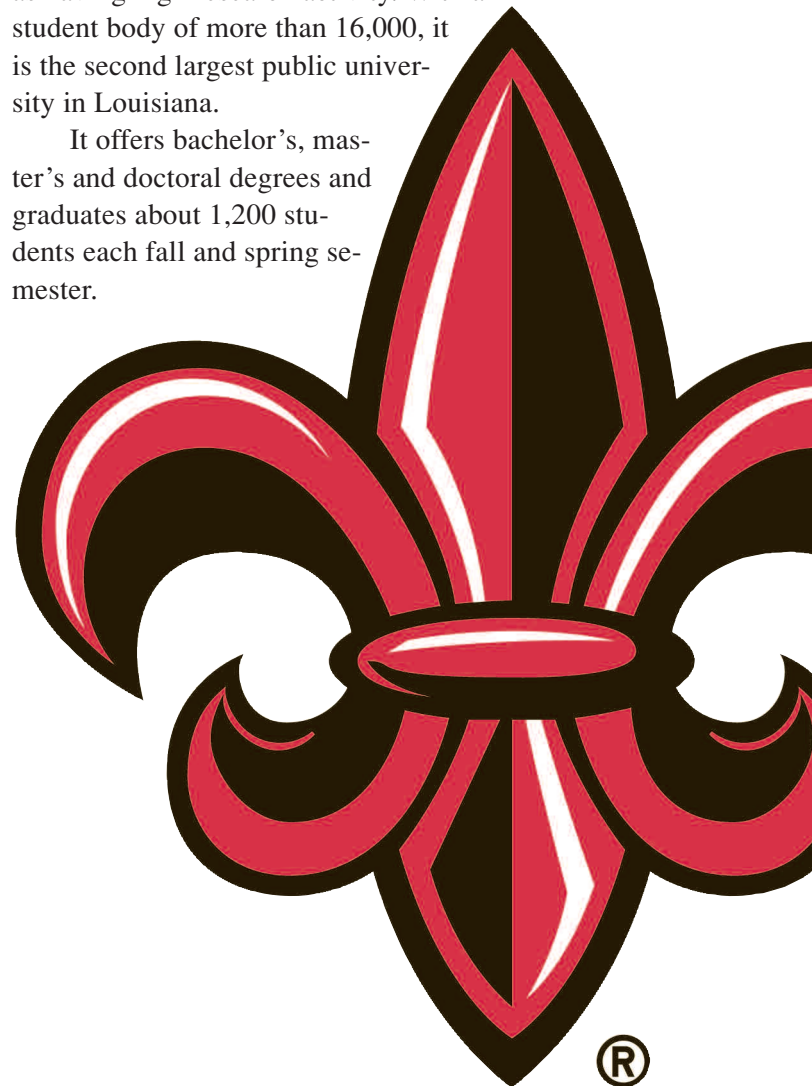 student body of more than 16,000, it
is the second largest public univer-
sity in Louisiana.
It offers bachelor’s, mas-
ter’s and doctoral degrees and
graduates about 1,200 stu-
dents each fall and spring se-
mester.
®